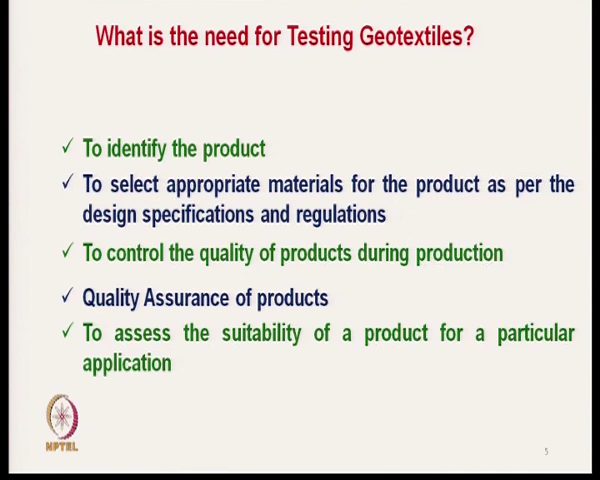 What is the need for Testing Geotextiles?
✓ To identify the product
✓ To select appropriate materials for the product as per the
design specifications and regulations
✓ To control the quality of products during production
✓ Quality Assurance of products
✓ To assess the suitability of a product for a particular
application
NPTEL
5